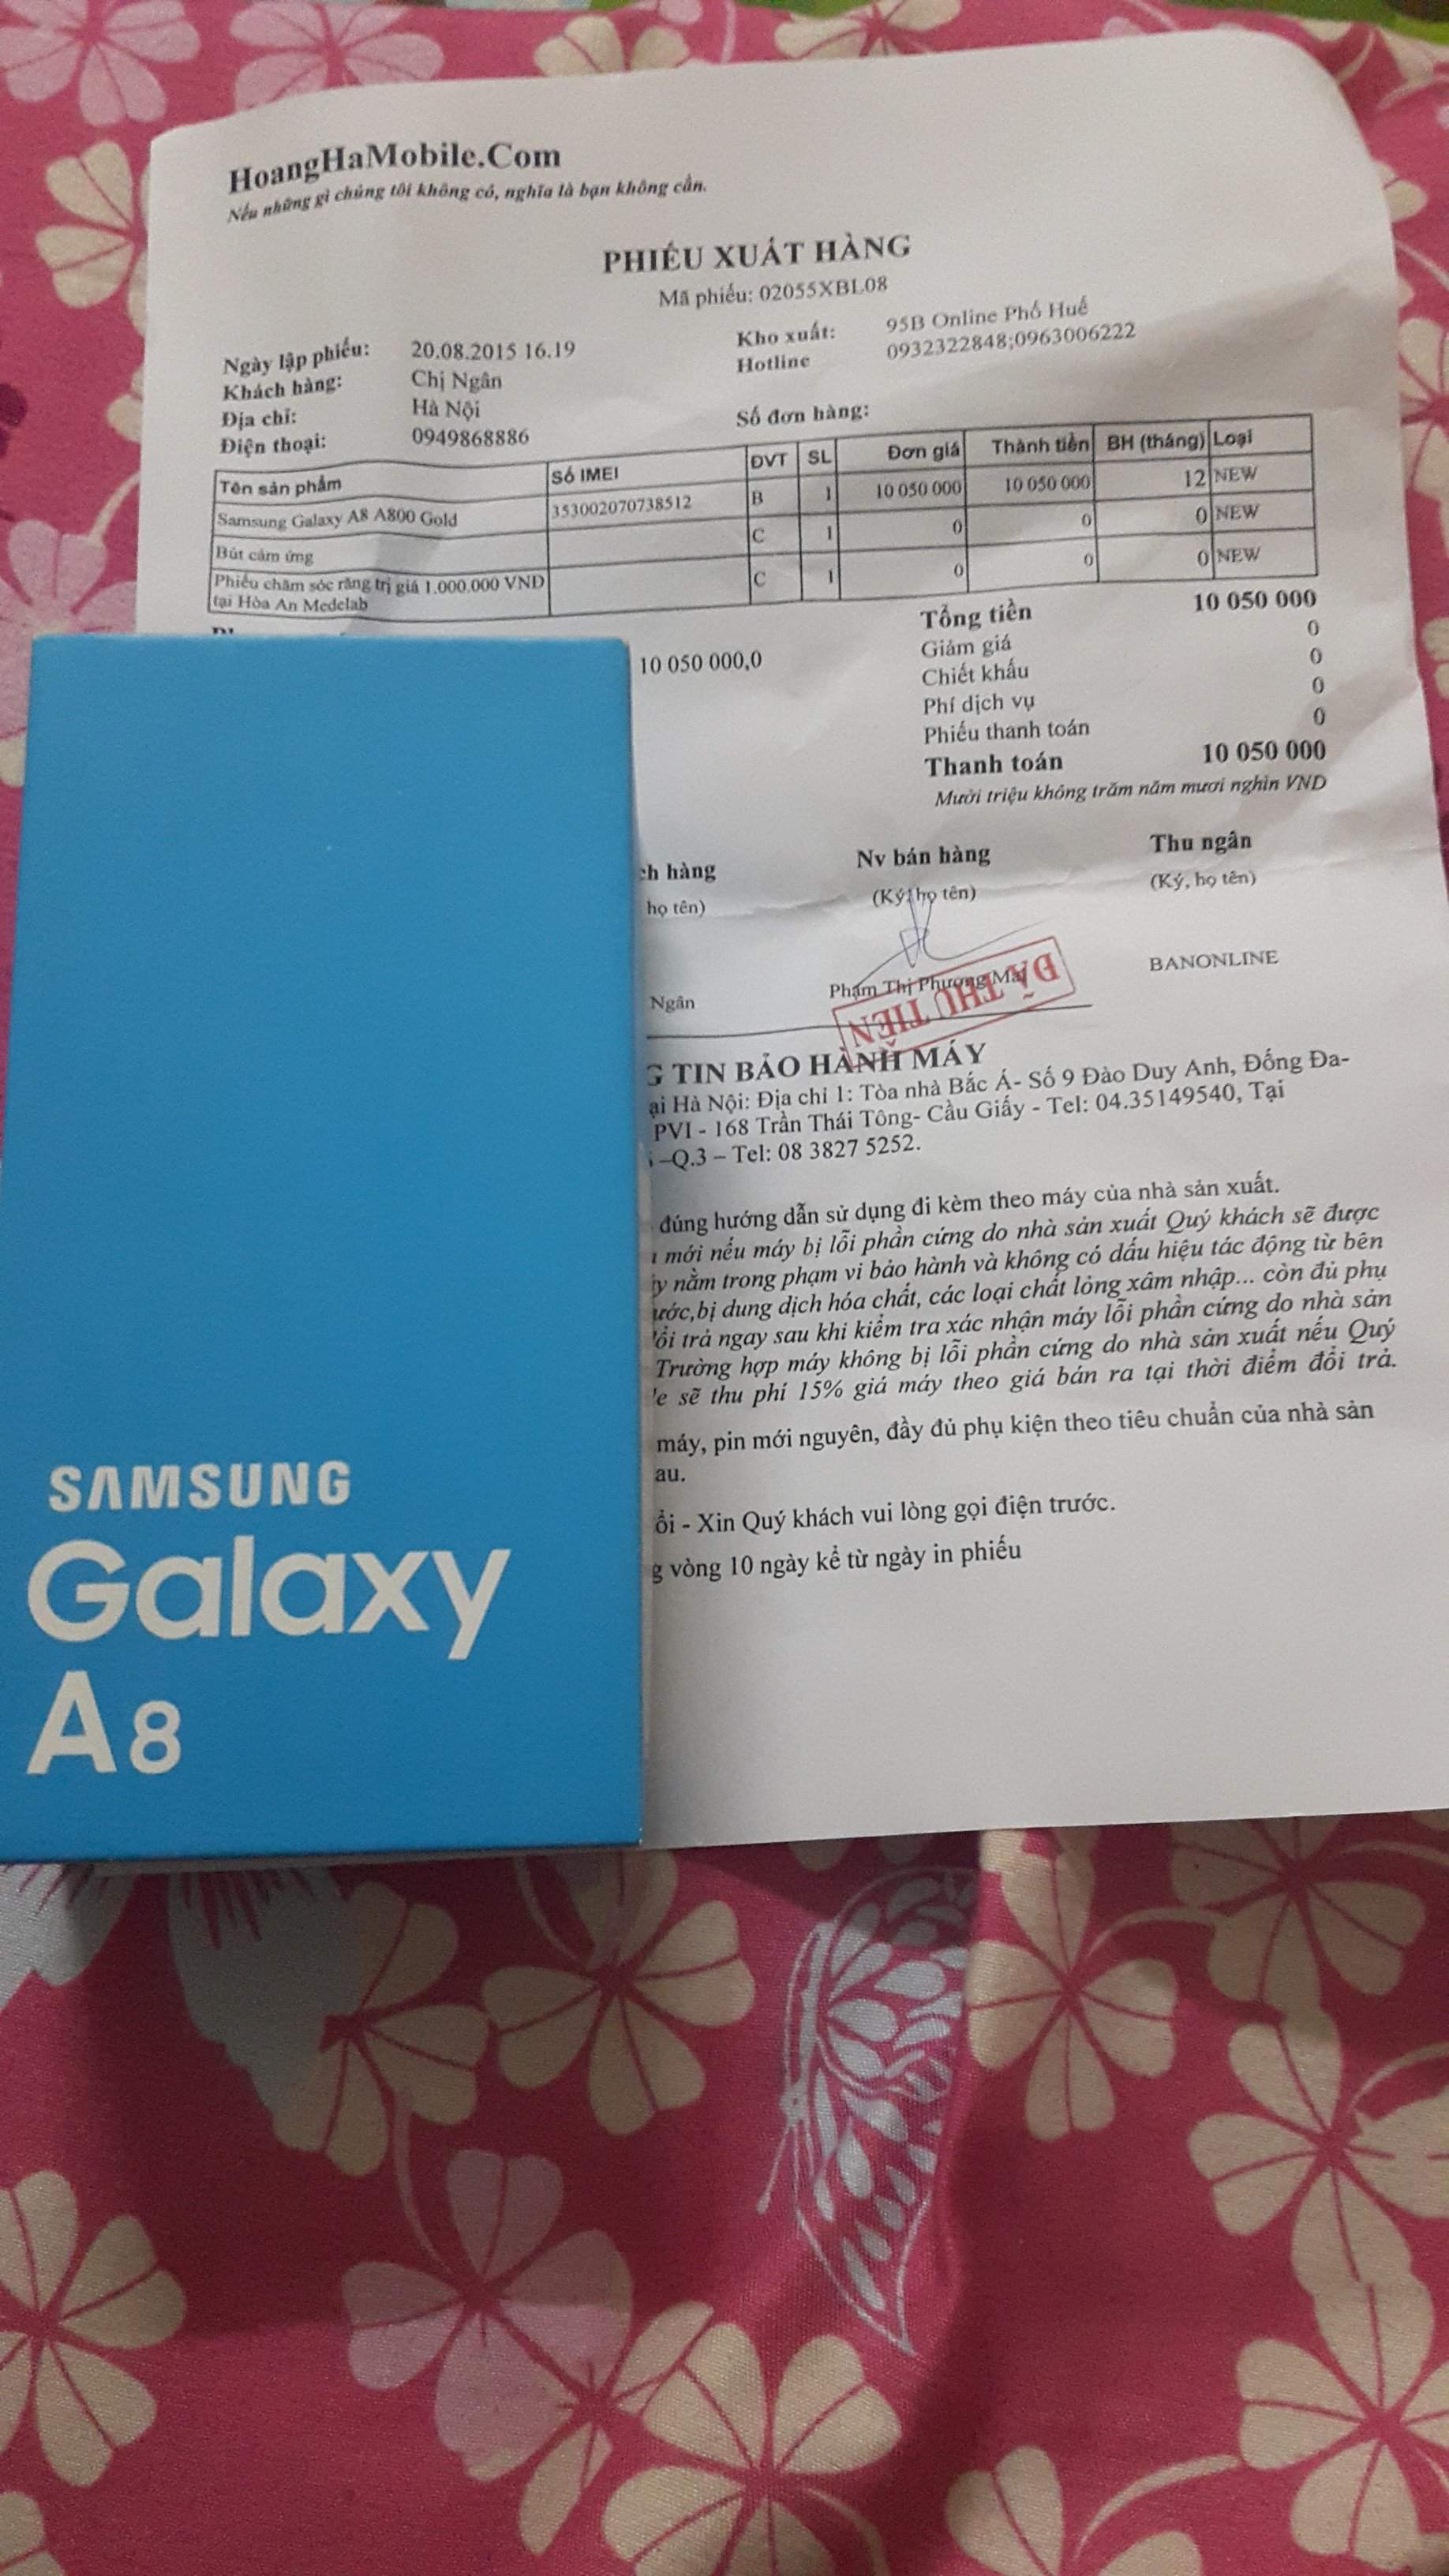 HoangHaMobile.Com
Nếu những gì chúng tôi không có, nghĩa là bạn không cần.
PHIẾU XUẤT HÀNG
Mã phiếu: 02055XBL08
Ngày lập phiếu: 20.08.2015 16.19 Kho xuất: 95B Online Phố Huế
Khách hàng: Chị Ngân Hotline 0932322848;0963006222
Địa chỉ: Hà Nội
Điện thoại: 0949868886 Số đơn hàng:
Tên sản phẩm Số IMEI ĐVT SL Đơn giá Thành tiền BH (tháng) Loại
Samsung Galaxy A8 A800 Gold 353002070738512 B 1 10 050 000 10 050 000 12 NEW
Bút cảm ứng C 1 0 0 0 NEW
Phiếu chăm sóc răng trị giá 1.000.000 VND C 1 0 0 0 NEW
tại Hòa An Medelab
Tổng tiền 10 050 000
10 050 000,0 Giảm giá 0
Chiết khấu 0
Phí dịch vụ 0
Phiếu thanh toán 0
Thanh toán 10 050 000
Mười triệu không trăm năm mươi nghìn VND
ch hàng Nv bán hàng Thu ngân
họ tên) (Ký, họ tên) (Ký, họ tên)
Ngân Phạm Thị Phương Mai BANONLINE
ĐÃ THU TIỀN
G TIN BẢO HÀNH MÁY
ại Hà Nội: Địa chỉ 1: Tòa nhà Bắc Á- Số 9 Đào Duy Anh, Đống Đa-
PVI - 168 Trần Thái Tông- Cầu Giấy - Tel: 04.35149540, Tại
–Q.3 – Tel: 08 3827 5252.
đúng hướng dẫn sử dụng đi kèm theo máy của nhà sản xuất.
mới nếu máy bị lỗi phần cứng do nhà sản xuất Quý khách sẽ được
y nằm trong phạm vi bảo hành và không có dấu hiệu tác động từ bên
ước,bị dung dịch hóa chất, các loại chất lỏng xâm nhập... còn đủ phụ
ổi trả ngay sau khi kiểm tra xác nhận máy lỗi phần cứng do nhà sản
Trường hợp máy không bị lỗi phần cứng do nhà sản xuất nếu Quý
e sẽ thu phí 15% giá máy theo giá bán ra tại thời điểm đổi trả.
máy, pin mới nguyên, đầy đủ phụ kiện theo tiêu chuẩn của nhà sản
au.
ổi - Xin Quý khách vui lòng gọi điện trước.
g vòng 10 ngày kể từ ngày in phiếu
SAMSUNG
Galaxy
A8